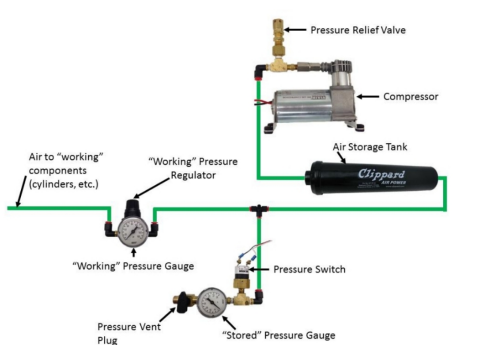 Pressure Relief Valve
Compressor
Air Storage Tank
Clippard
AIR POWER
Air to “working”
components
(cylinders, etc.)
“Working” Pressure
Regulator
“Working” Pressure Gauge
Pressure Switch
Pressure Vent
Plug
“Stored” Pressure Gauge